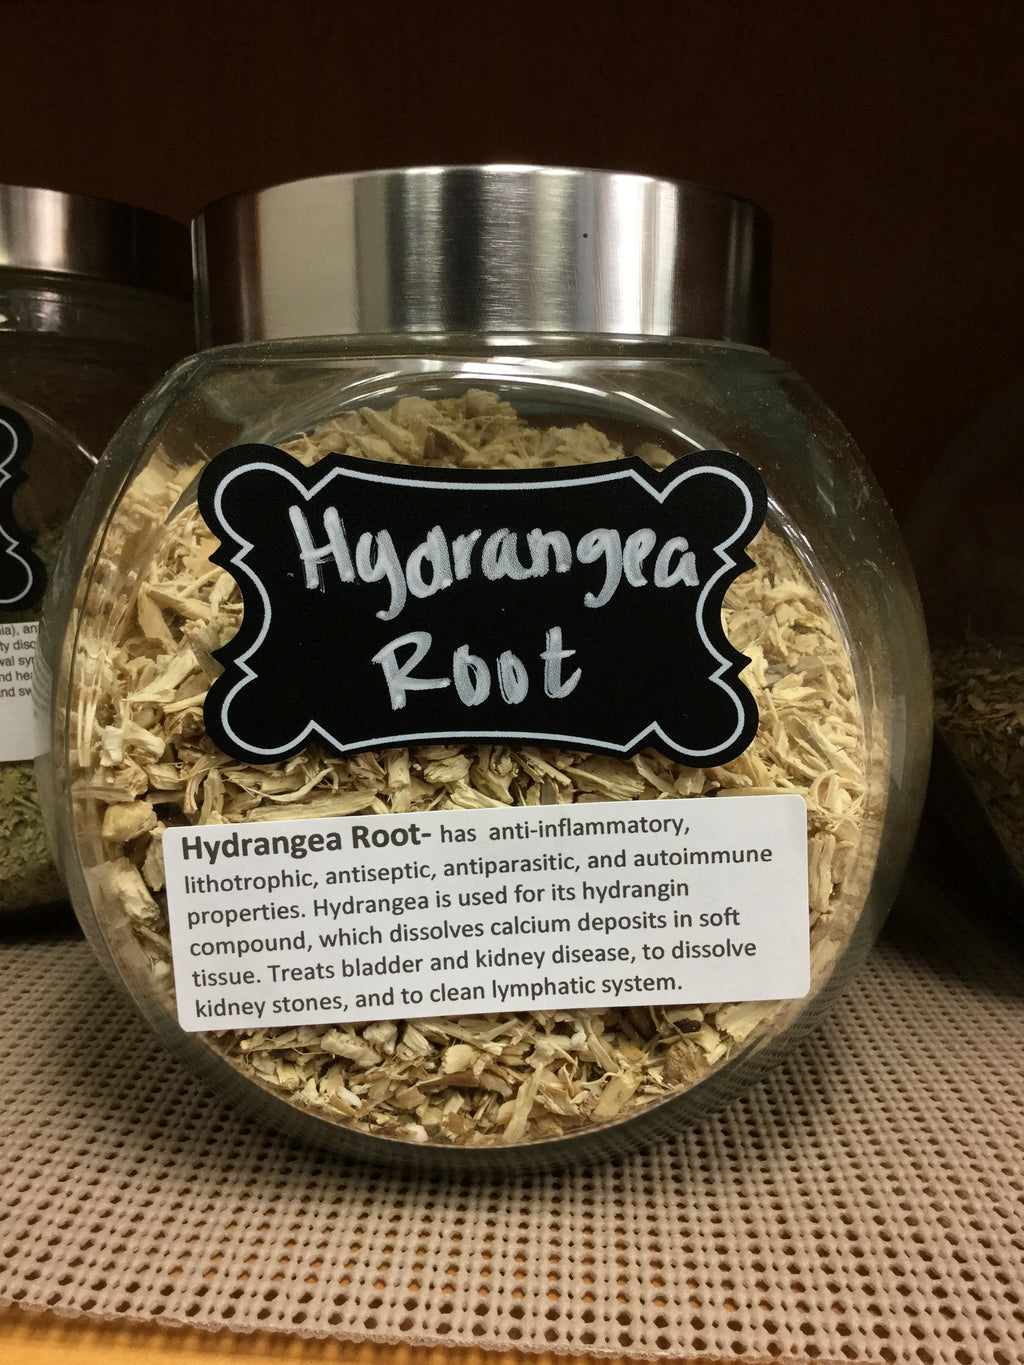 Hydrangea
Root
Hydrangea Root- has anti-inflammatory,
lithotrophic, antiseptic, antiparasitic, and autoimmune
properties. Hydrangea is used for its hydrangin
compound, which dissolves calcium deposits in soft
tissue. Treats bladder and kidney disease, to dissolve
kidney stones, and to clean lymphatic system.